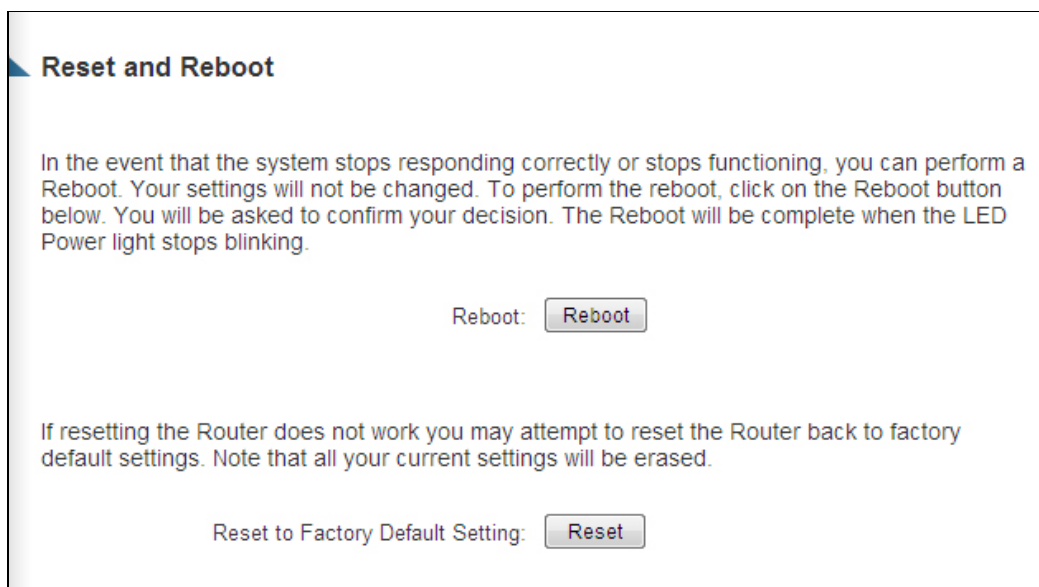 Reset and Reboot
In the event that the system stops responding correctly or stops functioning, you can perform a
Reboot. Your settings will not be changed. To perform the reboot, click on the Reboot button
below. You will be asked to confirm your decision. The Reboot will be complete when the LED
Power light stops blinking.
Reboot: Reboot
If resetting the Router does not work you may attempt to reset the Router back to factory
default settings. Note that all your current settings will be erased.
Reset to Factory Default Setting: Reset